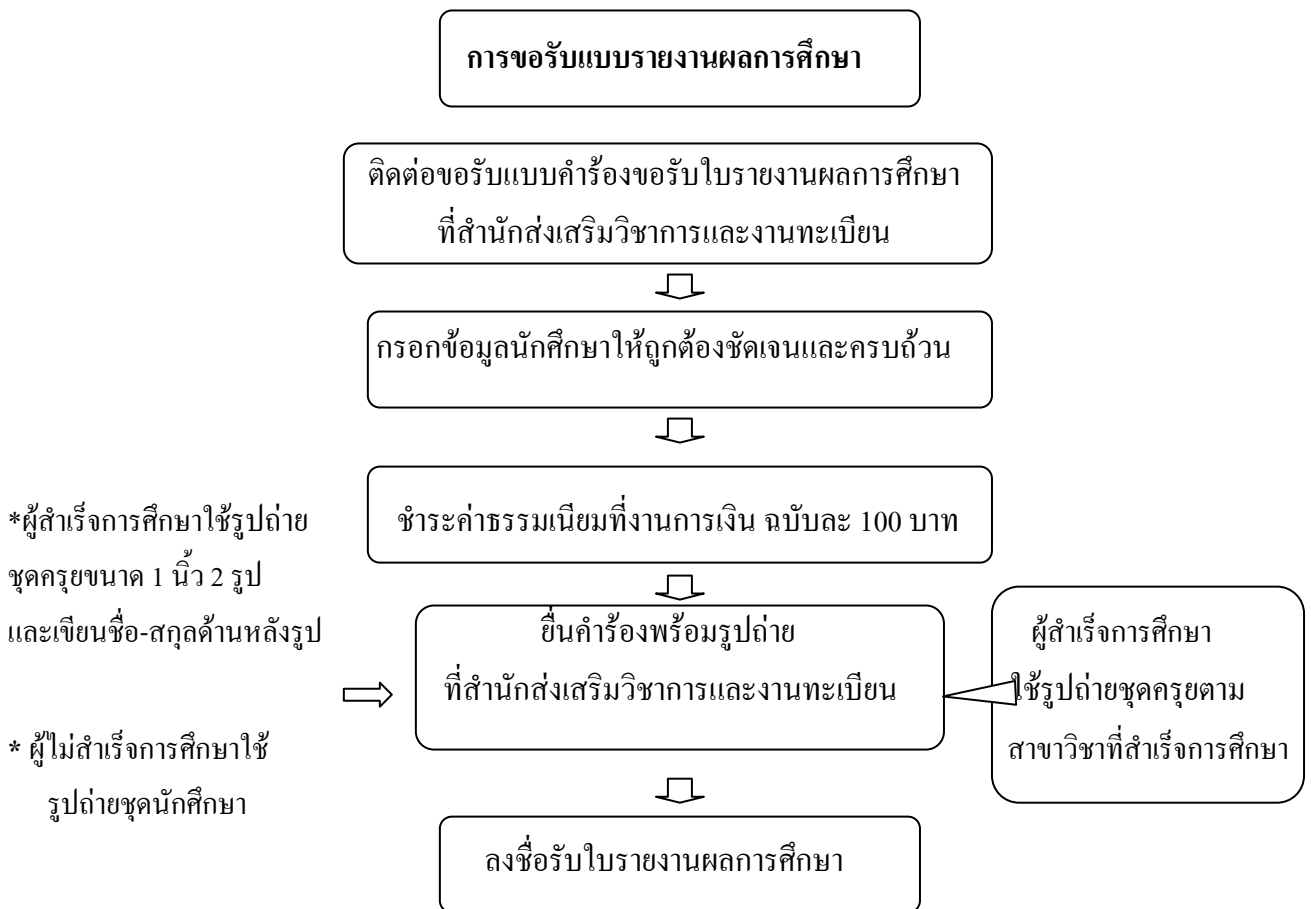 การขอรับแบบรายงานผลการศึกษา
ติดต่อขอรับแบบคำร้องขอรับใบรายงานผลการศึกษา
ที่สำนักส่งเสริมวิชาการและงานทะเบียน
กรอกข้อมูลนักศึกษาให้ถูกต้องชัดเจนและครบถ้วน
ชำระค่าธรรมเนียมที่งานการเงิน ฉบับละ 100 บาท
*ผู้สำเร็จการศึกษาใช้รูปถ่าย
ชุดครุยขนาด 1 นิ้ว 2 รูป
และเขียนชื่อ-สกุลด้านหลังรูป
* ผู้ไม่สำเร็จการศึกษาใช้
รูปถ่ายชุดนักศึกษา
ยื่นคำร้องพร้อมรูปถ่าย
ที่สำนักส่งเสริมวิชาการและงานทะเบียน
ผู้สำเร็จการศึกษา
ใช้รูปถ่ายชุดครุยตาม
สาขาวิชาที่สำเร็จการศึกษา
ลงชื่อรับใบรายงานผลการศึกษา